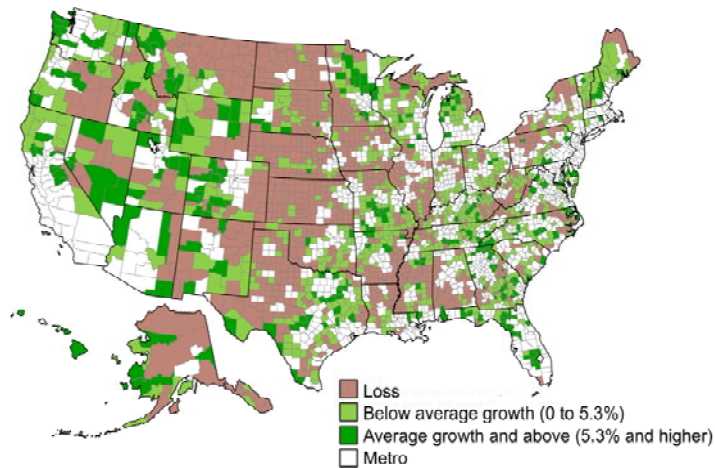 Loss
Below average growth (0 to 5.3%)
Average growth and above (5.3% and higher)
Metro